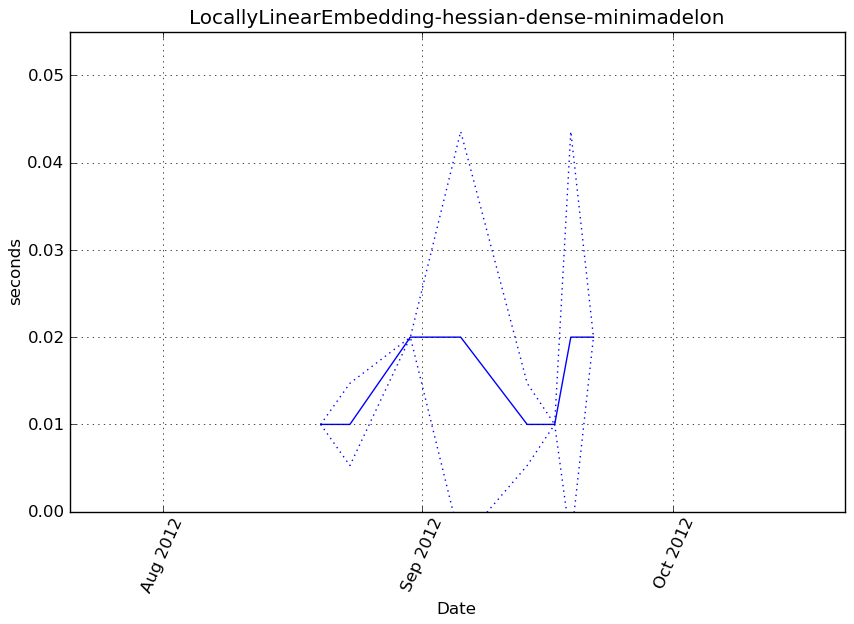 LocallyLinearEmbedding-hessian-dense-minimadelon
0.05
0.04
0.03
0.02
0.01
0.00
seconds
Aug 2012
Sep 2012
Oct 2012
Date